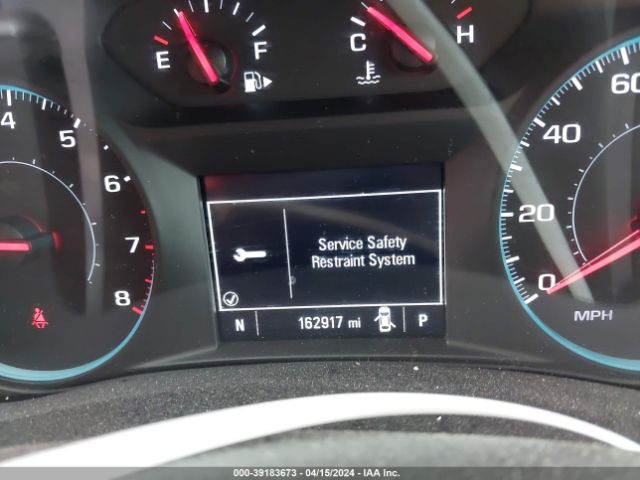 E
F
C
H
4
5
6
7
8
Service Safety
Restraint System
N
162917 mi
P
0
20
40
60
MPH
000-39183673 - 04/15/2024 - IAA Inc.